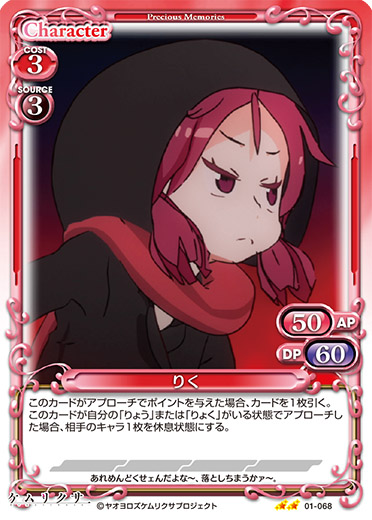 Precious Memories
Character
COST
3
SOURCE
3
50 AP
DP 60
りく
このカードがアプローチでポイントを与えた場合、カードを1枚引く。
このカードが自分の「りょう」または「りょく」がいる状態でアプローチし
た場合、相手のキャラ1枚を休息状態にする。
あれめんどくせェんだよな~、落としちまうかァ~。
ケムリクサ
©ヤオヨロズケムリクサプロジェクト
01-068